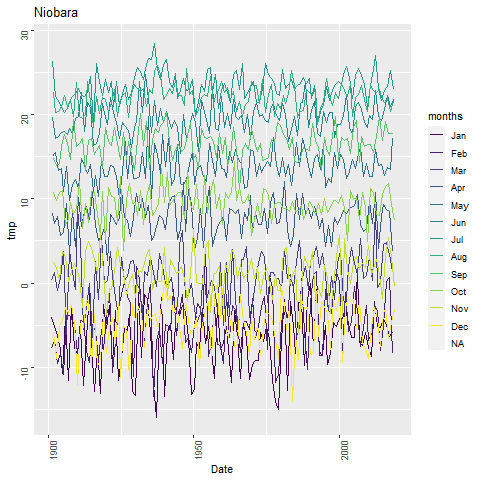 Niobara
30
20
10
0
-10
tmp
1900
1950
2000
Date
months
Jan
Feb
Mar
Apr
May
Jun
Jul
Aug
Sep
Oct
Nov
Dec
NA